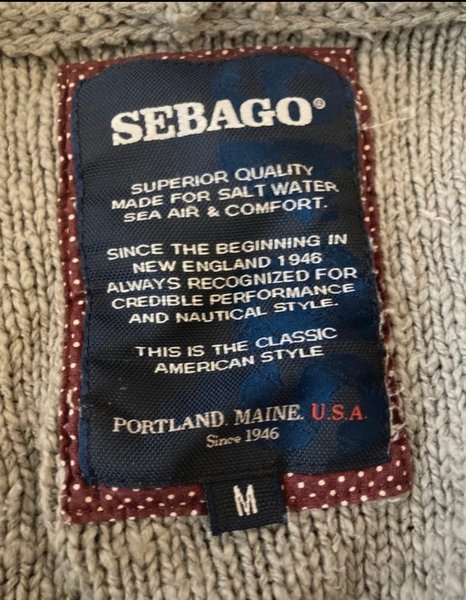 SEBAGO®
SUPERIOR QUALITY
MADE FOR SALT WATER
SEA AIR & COMFORT.
SINCE THE BEGINNING IN
NEW ENGLAND 1946
ALWAYS RECOGNIZED FOR
CREDIBLE PERFORMANCE
AND NAUTICAL STYLE.
THIS IS THE CLASSIC
AMERICAN STYLE
PORTLAND. MAINE. U.S.A.
Since 1946
M